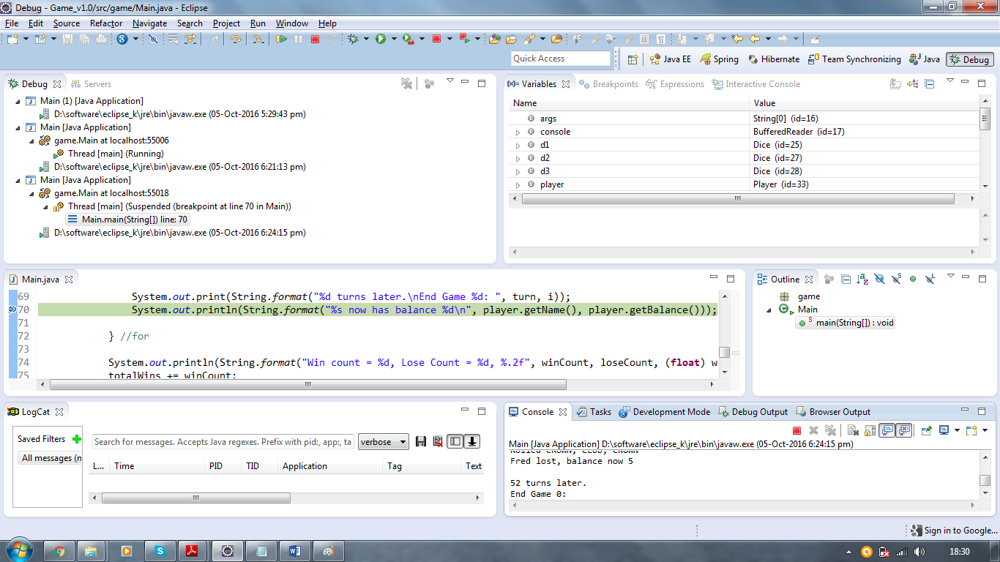 Debug - Game_v1.0/src/game/Main.java - Eclipse
File Edit Source Refactor Navigate Search Project Run Window Help
Quick Access
Java EE Spring Hibernate Team Synchronizing Java Debug
Debug Servers
Main (1) [Java Application]
D:\software\eclipse_k\jre\bin\javaw.exe (05-Oct-2016 5:29:43 pm)
Main [Java Application]
game.Main at localhost:55006
Thread [main] (Running)
D:\software\eclipse_k\jre\bin\javaw.exe (05-Oct-2016 6:21:13 pm)
Main [Java Application]
game.Main at localhost:55018
Thread [main] (Suspended (breakpoint at line 70 in Main))
Main.main(String[]) line: 70
D:\software\eclipse_k\jre\bin\javaw.exe (05-Oct-2016 6:24:15 pm)
(x)= Variables Breakpoints Expressions Interactive Console
Name Value
args String[0] (id=16)
console BufferedReader (id=17)
d1 Dice (id=25)
d2 Dice (id=27)
d3 Dice (id=28)
player Player (id=33)
Main.java
69 System.out.print(String.format("%d turns later.\nEnd Game %d: ", turn, i));
70 System.out.println(String.format("%s now has balance %d\n", player.getName(), player.getBalance()));
71
72 } //for
73
74 System.out.println(String.format("Win count = %d, Lose Count = %d, %.2f", winCount, loseCount, (float) w
75 totalWins += winCount;
Outline
game
Main
main(String[]) : void
LogCat
Saved Filters
All messages (n
Search for messages. Accepts Java regexes. Prefix with pid:, app:, ta
verbose
L... Time PID TID Application Tag Text
Console Tasks Development Mode Debug Output Browser Output
Main [Java Application] D:\software\eclipse_k\jre\bin\javaw.exe (05-Oct-2016 6:24:15 pm)
Rolled CROWN, CLUB, CROWN
Fred lost, balance now 5
52 turns later.
End Game 0:
Sign in to Google...
18:30